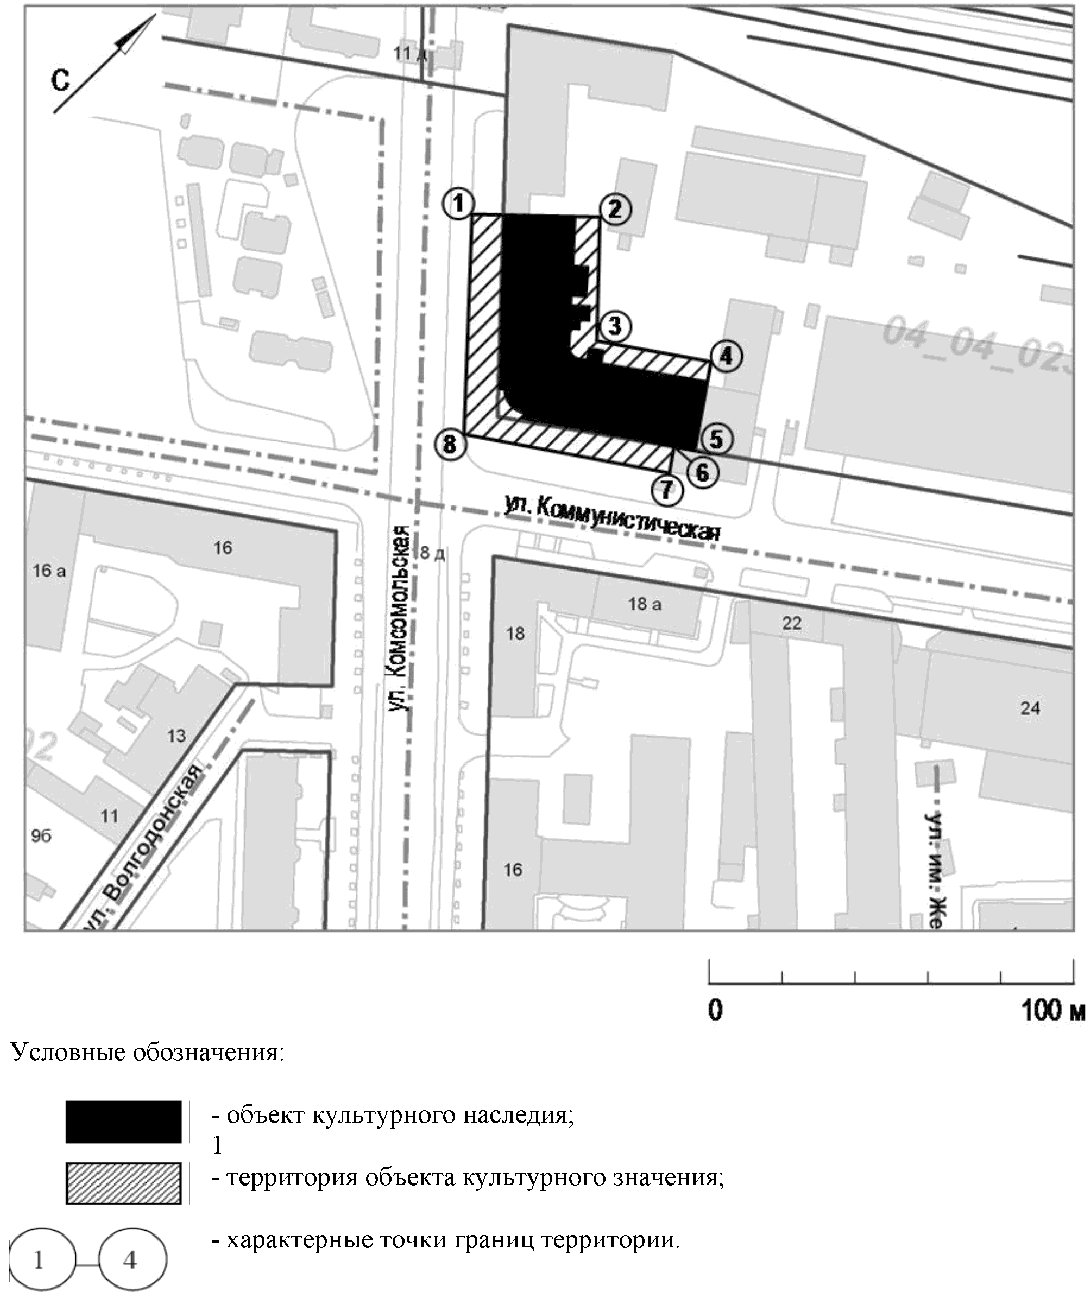 С
11 д
1
2
3
4
5
6
7
8
04_04_02
ул. Коммунистическая
ул. Комсомольская
8 д
16
16 а
18
18 а
22
24
02
13
11
9б
ул. Волгодонская
16
ул. им. Же
0 100 м
Условные обозначения:
- объект культурного наследия;
1
- территория объекта культурного значения;
1 4 - характерные точки границ территории.